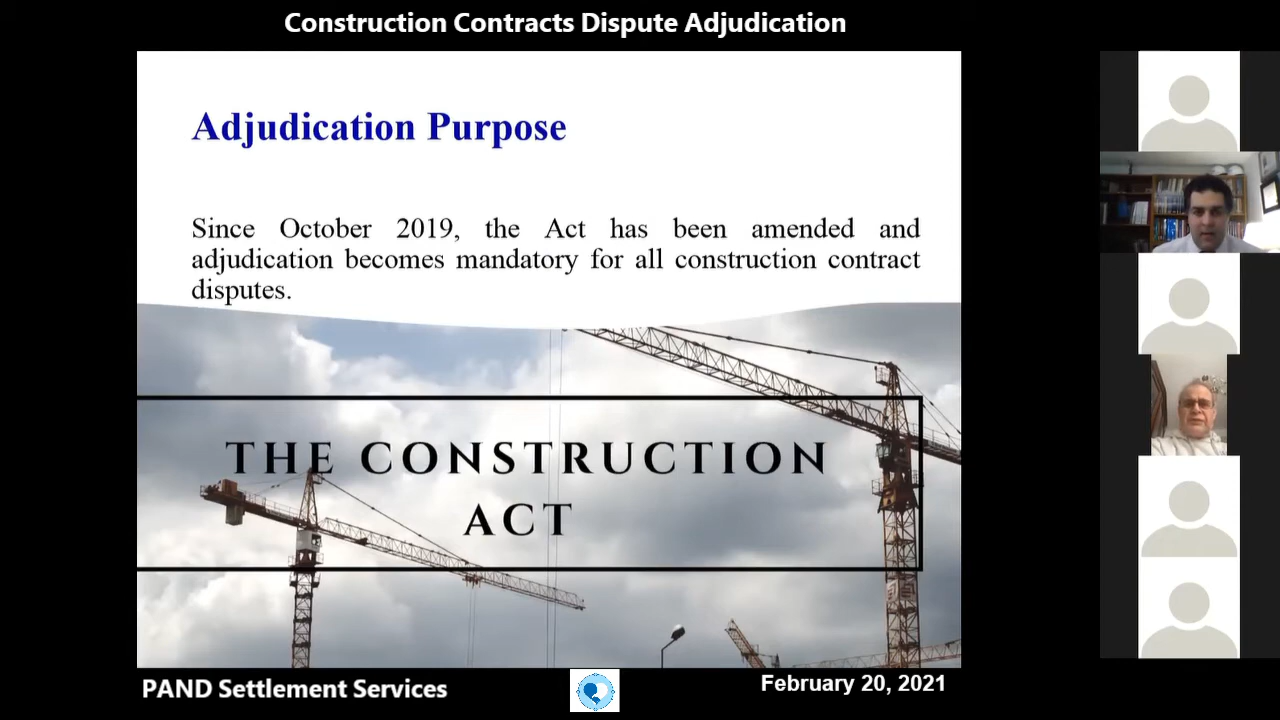 Construction Contracts Dispute Adjudication
Adjudication Purpose
Since October 2019, the Act has been amended and
adjudication becomes mandatory for all construction contract
disputes.
THE CONSTRUCTION
ACT
PAND Settlement Services
February 20, 2021